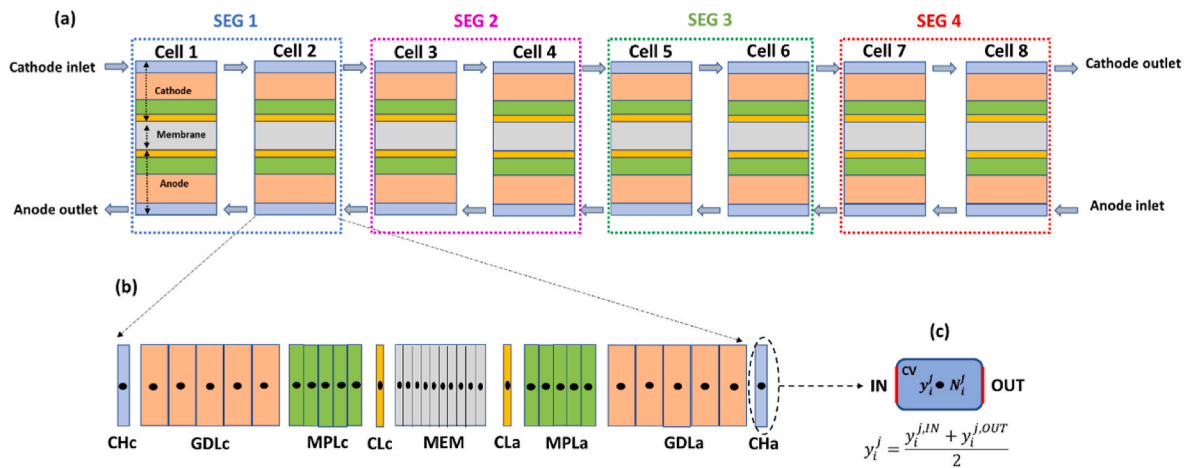 (a)
SEG 1 SEG 2 SEG 3 SEG 4
Cell 1 Cell 2 Cell 3 Cell 4 Cell 5 Cell 6 Cell 7 Cell 8
Cathode inlet
Cathode outlet
Cathode
Membrane
Anode
Anode outlet
Anode inlet
(b)
CHc GDLc MPLc CLc MEM CLa MPLa GDLa CHa
(c)
CV
IN y_i^j N_i^j OUT
y_i^j = (y_i^{j,IN} + y_i^{j,OUT}) / 2